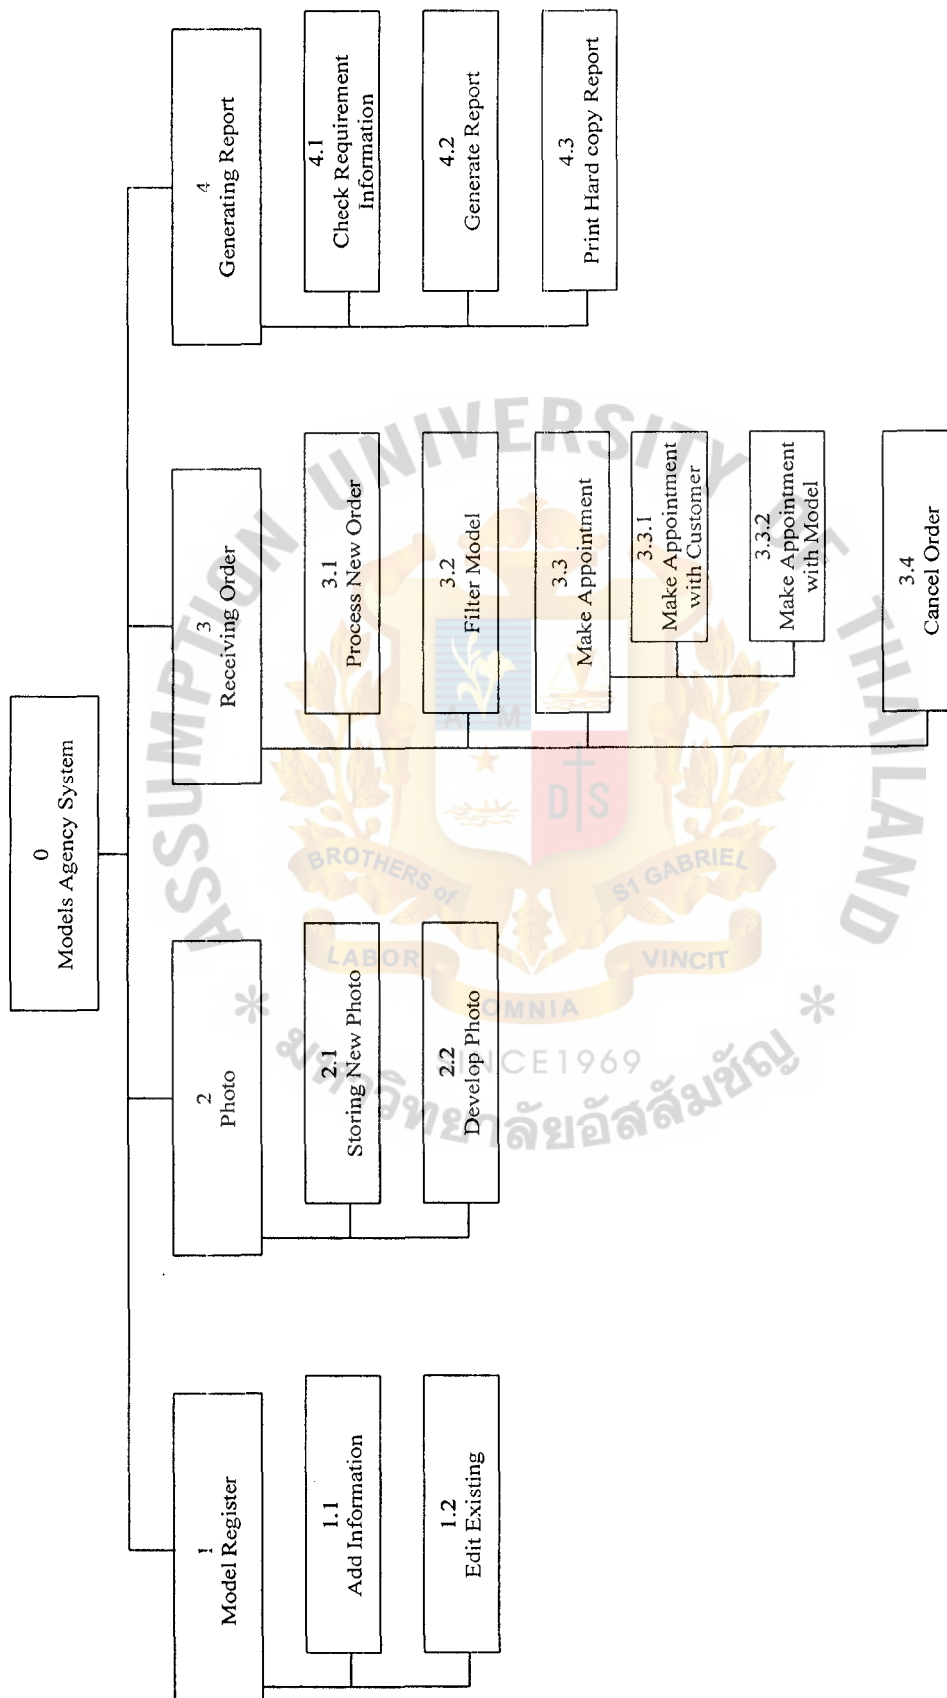 0
Models Agency System
1
Model Register
1.1
Add Information
1.2
Edit Existing
2
Photo
2.1
Storing New Photo
2.2
Develop Photo
3
Receiving Order
3.1
Process New Order
3.2
Filter Model
3.3
Make Appointment
3.3.1
Make Appointment
with Customer
3.3.2
Make Appointment
with Model
3.4
Cancel Order
4
Generating Report
4.1
Check Requirement
Information
4.2
Generate Report
4.3
Print Hard copy Report
ASSUMPTION UNIVERSITY OF THAILAND
A M
D S
BROTHERS of
S1 GABRIEL
LABOR
OMNIA
VINCIT
SINCE1969
* มหาวิทยาลัยอัสสัมชัญ *